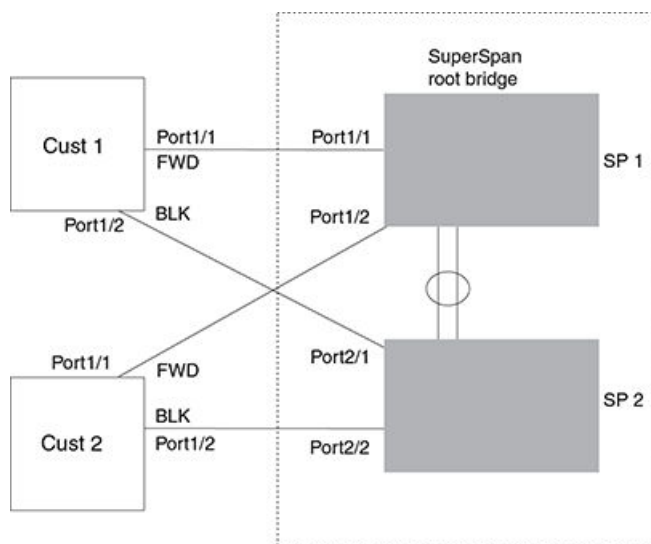 SuperSpan
root bridge
Cust 1
Port1/1
FWD
Port1/1
SP 1
Port1/2
BLK
Port1/2
Port1/1
FWD
Port2/1
Cust 2
BLK
Port1/2
Port2/2
SP 2